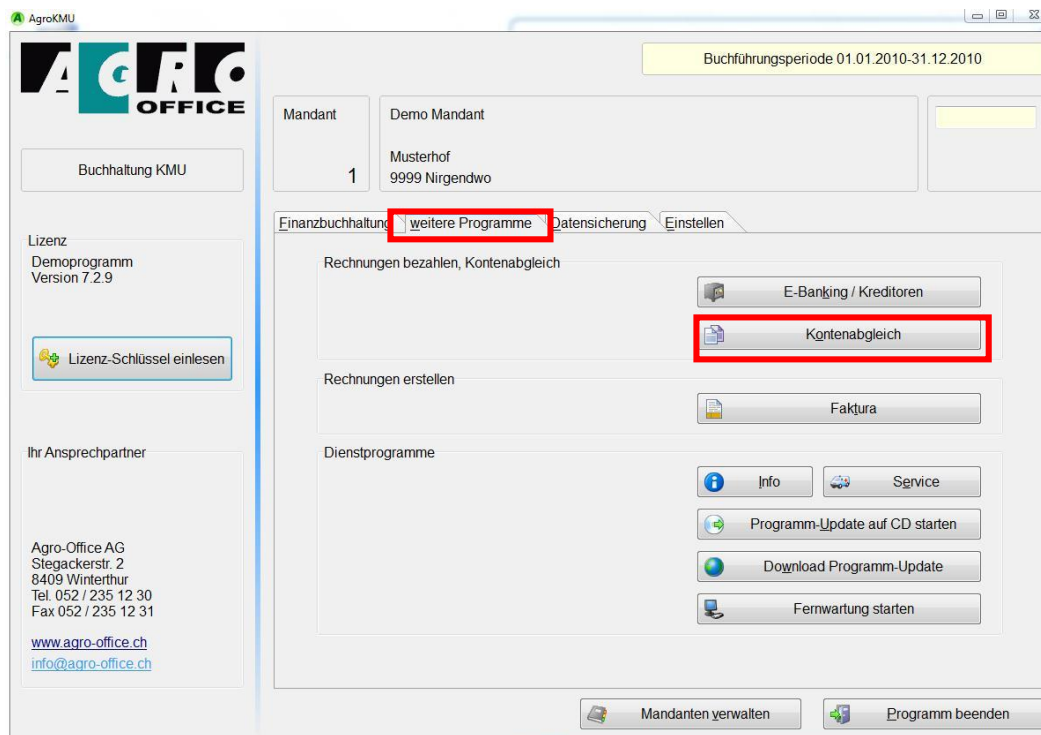 AgroKMU
AGRO
OFFICE
Buchhaltung KMU
Lizenz
Demoprogramm
Version 7.2.9
Lizenz-Schlüssel einlesen
Ihr Ansprechpartner
Agro-Office AG
Stegackerstr. 2
8409 Winterthur
Tel. 052 / 235 12 30
Fax 052 / 235 12 31
www.agro-office.ch
info@agro-office.ch
Buchführungsperiode 01.01.2010-31.12.2010
Mandant
1
Demo Mandant
Musterhof
9999 Nirgendwo
Finanzbuchhaltung weitere Programme Datensicherung Einstellen
Rechnungen bezahlen, Kontenabgleich
E-Banking / Kreditoren
Kontenabgleich
Rechnungen erstellen
Faktura
Dienstprogramme
Info Service
Programm-Update auf CD starten
Download Programm-Update
Fernwartung starten
Mandanten verwalten Programm beenden